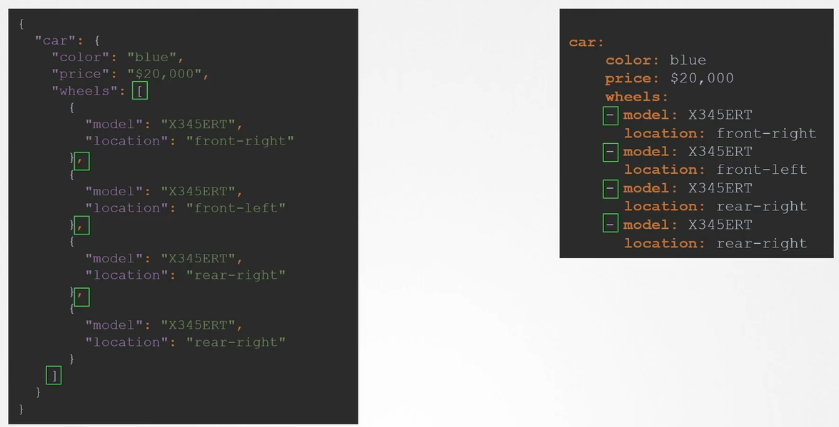 {
  "car": {
    "color": "blue",
    "price": "$20,000",
    "wheels": [
      {
        "model": "X345ERT",
        "location": "front-right"
      },
      {
        "model": "X345ERT",
        "location": "front-left"
      },
      {
        "model": "X345ERT",
        "location": "rear-right"
      },
      {
        "model": "X345ERT",
        "location": "rear-right"
      }
    ]
  }
}
car:
    color: blue
    price: $20,000
    wheels:
    - model: X345ERT
      location: front-right
    - model: X345ERT
      location: front-left
    - model: X345ERT
      location: rear-right
    - model: X345ERT
      location: rear-right